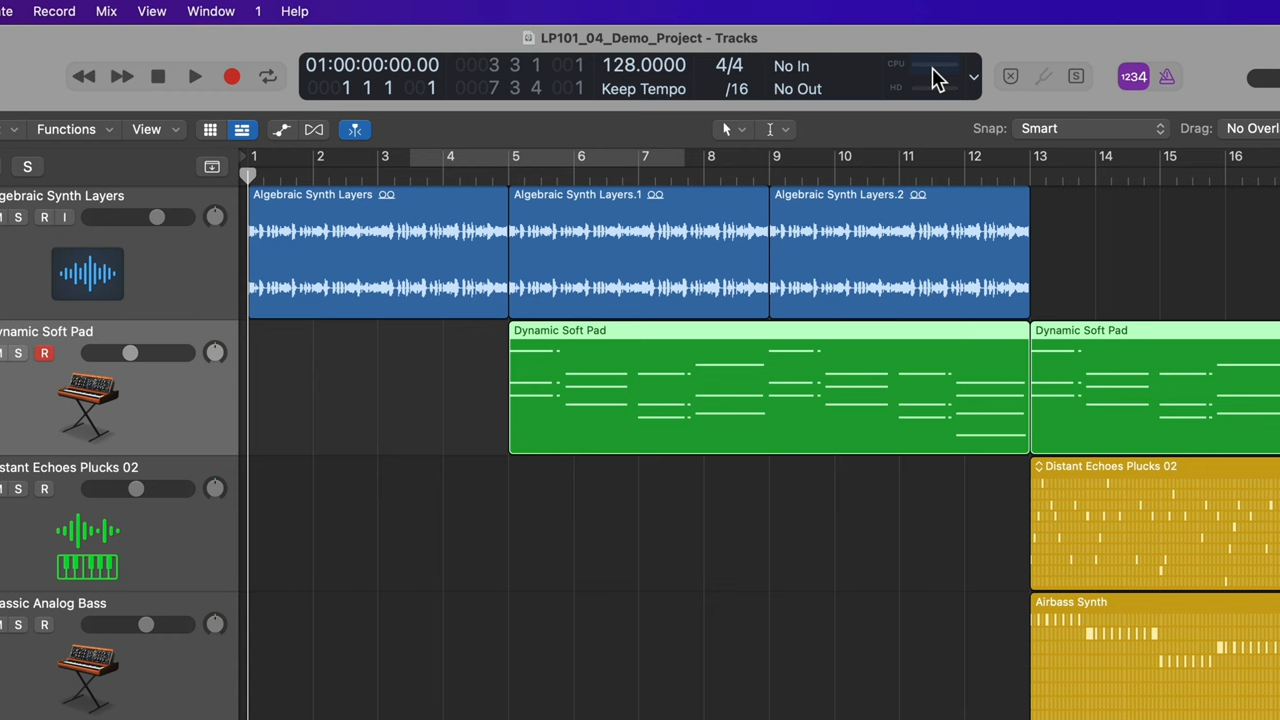 te Record Mix View Window 1 Help
LP101_04_Demo_Project - Tracks
01:00:00:00.00 0003 3 1 001 128.0000 4/4 No In CPU
0001 1 1 001 0007 3 4 001 Keep Tempo /16 No Out HD
S 1234
Functions View Snap: Smart Drag: No Overl
S 1 2 3 4 5 6 7 8 9 10 11 12 13 14 15 16
gebraic Synth Layers Algebraic Synth Layers Algebraic Synth Layers.1 Algebraic Synth Layers.2
M S R I
ynamic Soft Pad Dynamic Soft Pad Dynamic Soft Pad
M S R
istant Echoes Plucks 02 Distant Echoes Plucks 02
M S R
assic Analog Bass Airbass Synth
M S R